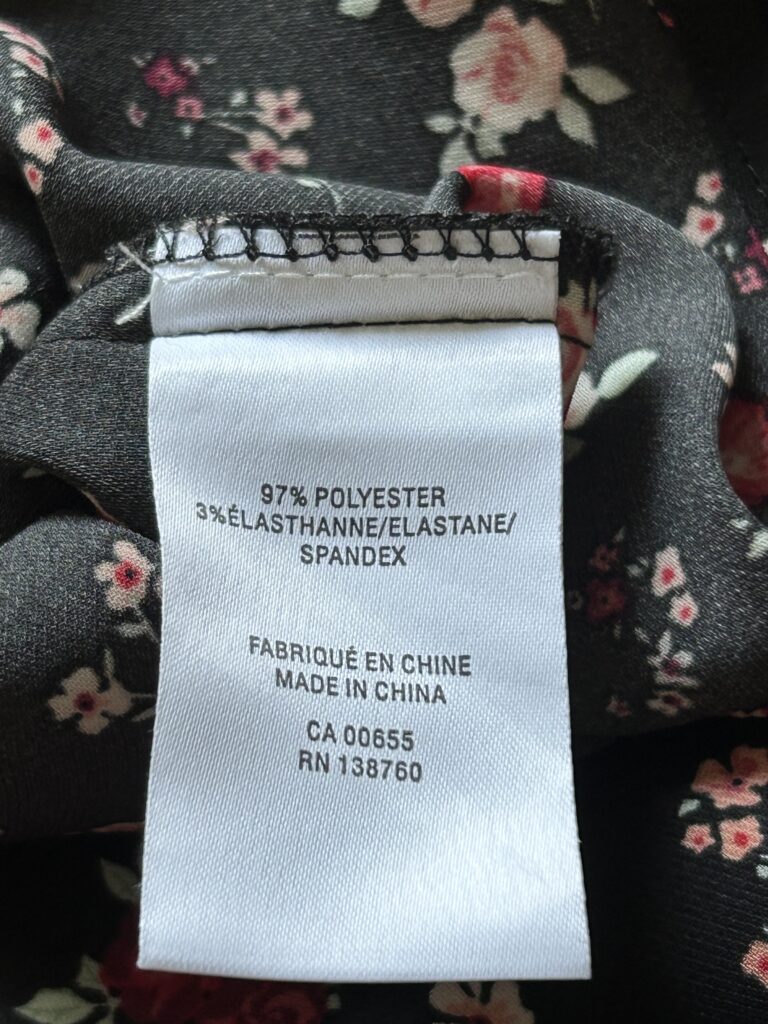 97% POLYESTER
3%ÉLASTHANNE/ELASTANE/
SPANDEX
FABRIQUÉ EN CHINE
MADE IN CHINA
CA 00655
RN 138760